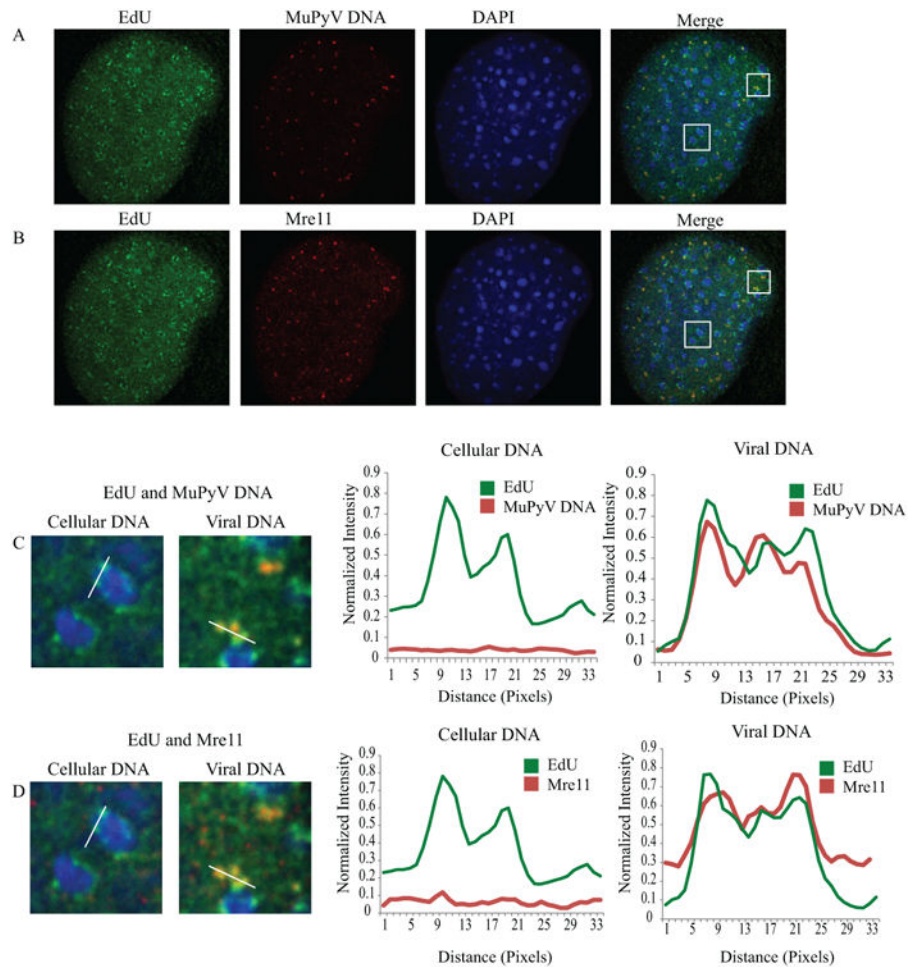 EdU MuPyV DNA DAPI Merge
A
EdU Mre11 DAPI Merge
B
EdU and MuPyV DNA
Cellular DNA Viral DNA
C
Cellular DNA
EdU
MuPyV DNA
Normalized Intensity
0.9
0.8
0.7
0.6
0.5
0.4
0.3
0.2
0.1
0
1 5 9 13 17 21 25 29 33
Distance (Pixels)
Viral DNA
EdU
MuPyV DNA
Normalized Intensity
0.9
0.8
0.7
0.6
0.5
0.4
0.3
0.2
0.1
0
1 5 9 13 17 21 25 29 33
Distance (Pixels)
EdU and Mre11
Cellular DNA Viral DNA
D
Cellular DNA
EdU
Mre11
Normalized Intensity
0.9
0.8
0.7
0.6
0.5
0.4
0.3
0.2
0.1
0
1 5 9 13 17 21 25 29 33
Distance (Pixels)
Viral DNA
EdU
Mre11
Normalized Intensity
0.9
0.8
0.7
0.6
0.5
0.4
0.3
0.2
0.1
0
1 5 9 13 17 21 25 29 33
Distance (Pixels)